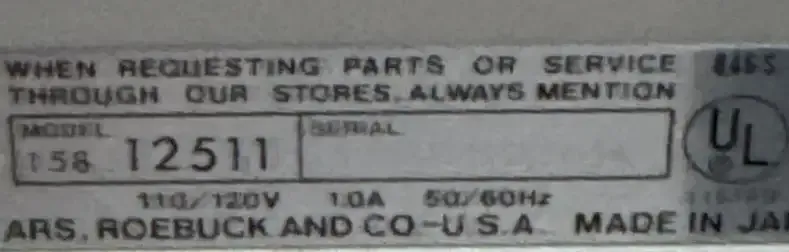 WHEN REQUESTING PARTS OR SERVICE
THROUGH OUR STORES, ALWAYS MENTION
MODEL
158 12511
SERIAL
UL
110/120V 1.0A 50/60Hz
ARS, ROEBUCK AND CO-U.S.A. MADE IN JA